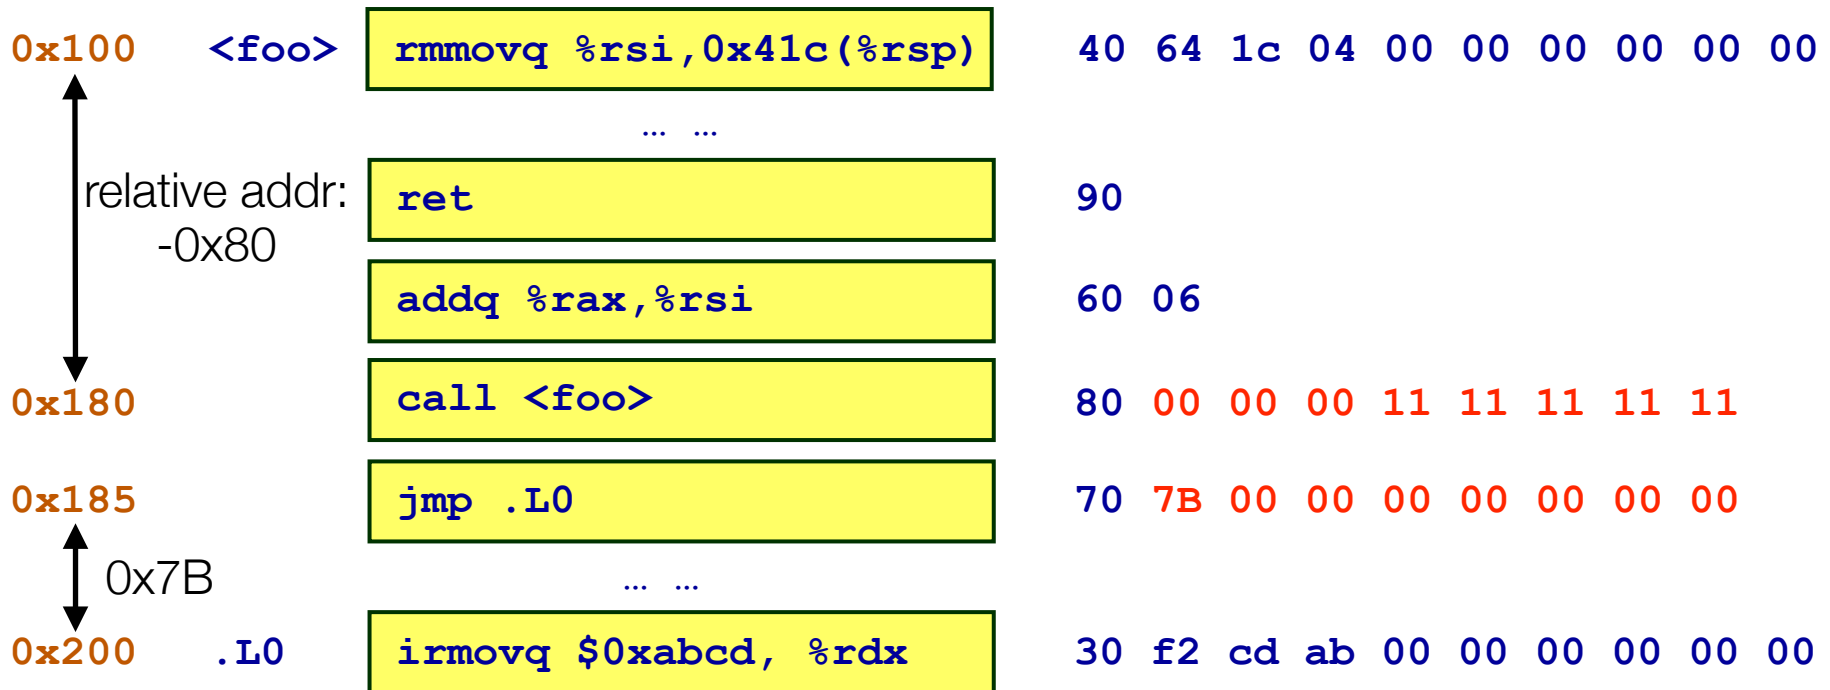 0x100 <foo> rmmovq %rsi,0x41c(%rsp) 40 64 1c 04 00 00 00 00 00 00
… …
relative addr:
-0x80
ret 90
addq %rax,%rsi 60 06
0x180 call <foo> 80 00 00 00 11 11 11 11 11
0x185 jmp .L0 70 7B 00 00 00 00 00 00 00
0x7B
… …
0x200 .L0 irmovq $0xabcd, %rdx 30 f2 cd ab 00 00 00 00 00 00